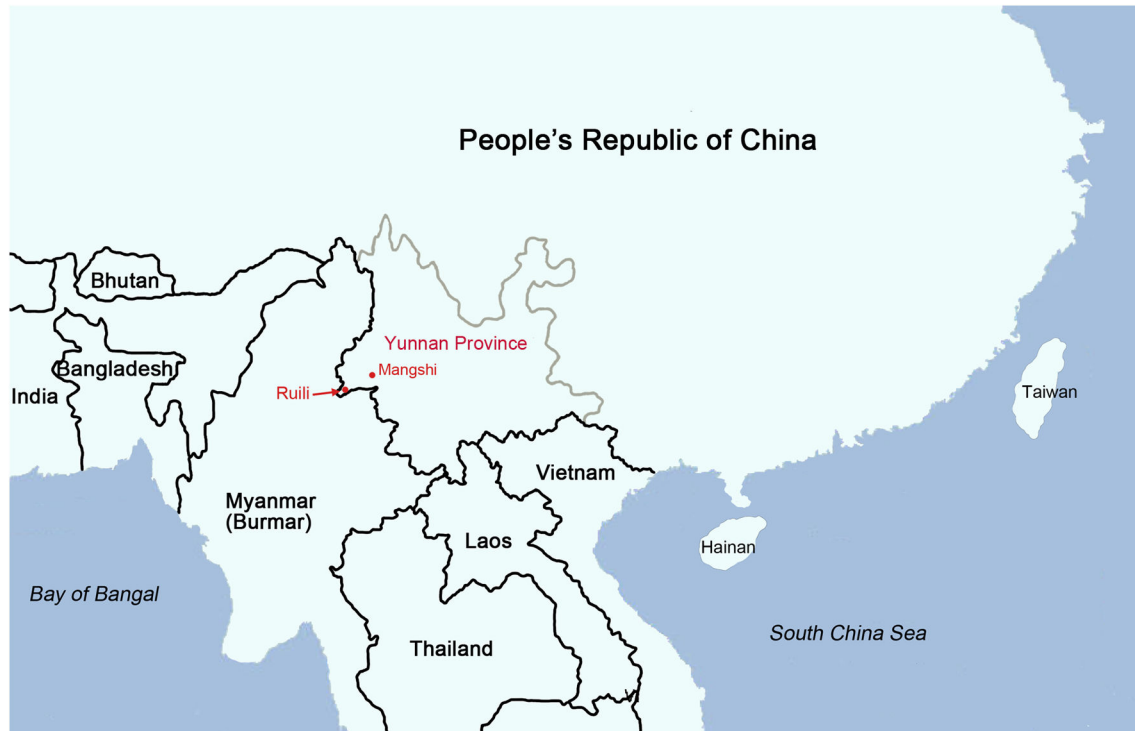 People's Republic of China
Bhutan
Yunnan Province
Bangladesh
Mangshi
India
Ruili
Taiwan
Vietnam
Myanmar
(Burmar)
Laos
Hainan
Bay of Bangal
South China Sea
Thailand